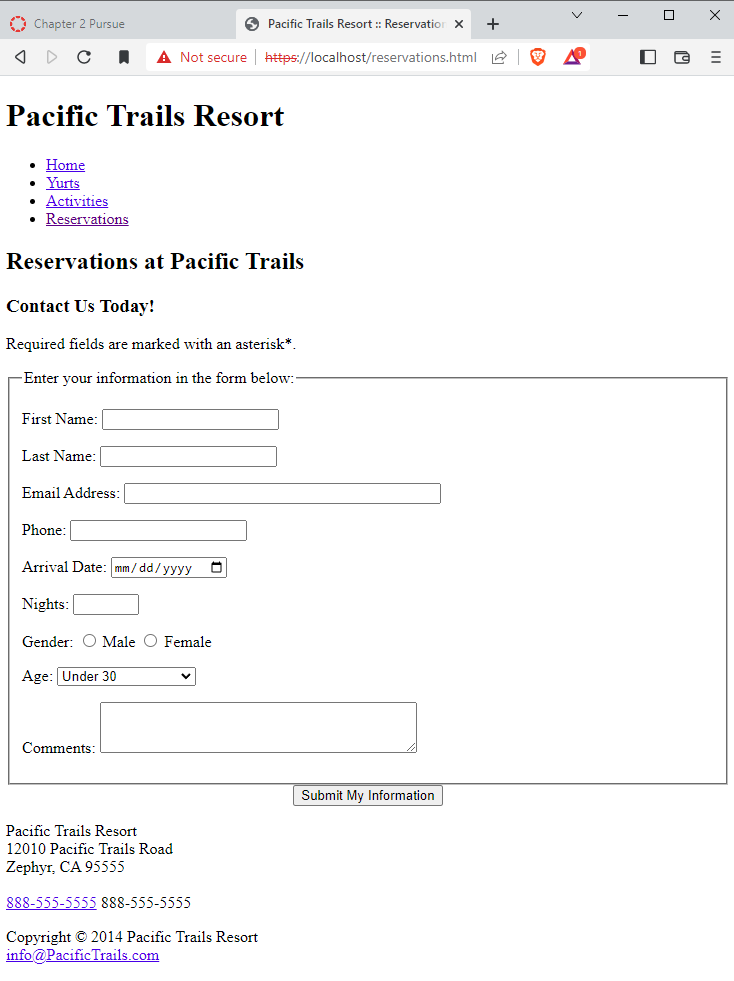 Chapter 2 Pursue
Pacific Trails Resort :: Reservation
Not secure https://localhost/reservations.html
1
Pacific Trails Resort
Home
Yurts
Activities
Reservations
Reservations at Pacific Trails
Contact Us Today!
Required fields are marked with an asterisk*.
Enter your information in the form below:
First Name:
Last Name:
Email Address:
Phone:
Arrival Date: mm/dd/yyyy
Nights:
Gender: Male Female
Age: Under 30
Comments:
Submit My Information
Pacific Trails Resort
12010 Pacific Trails Road
Zephyr, CA 95555
888-555-5555 888-555-5555
Copyright © 2014 Pacific Trails Resort
info@PacificTrails.com